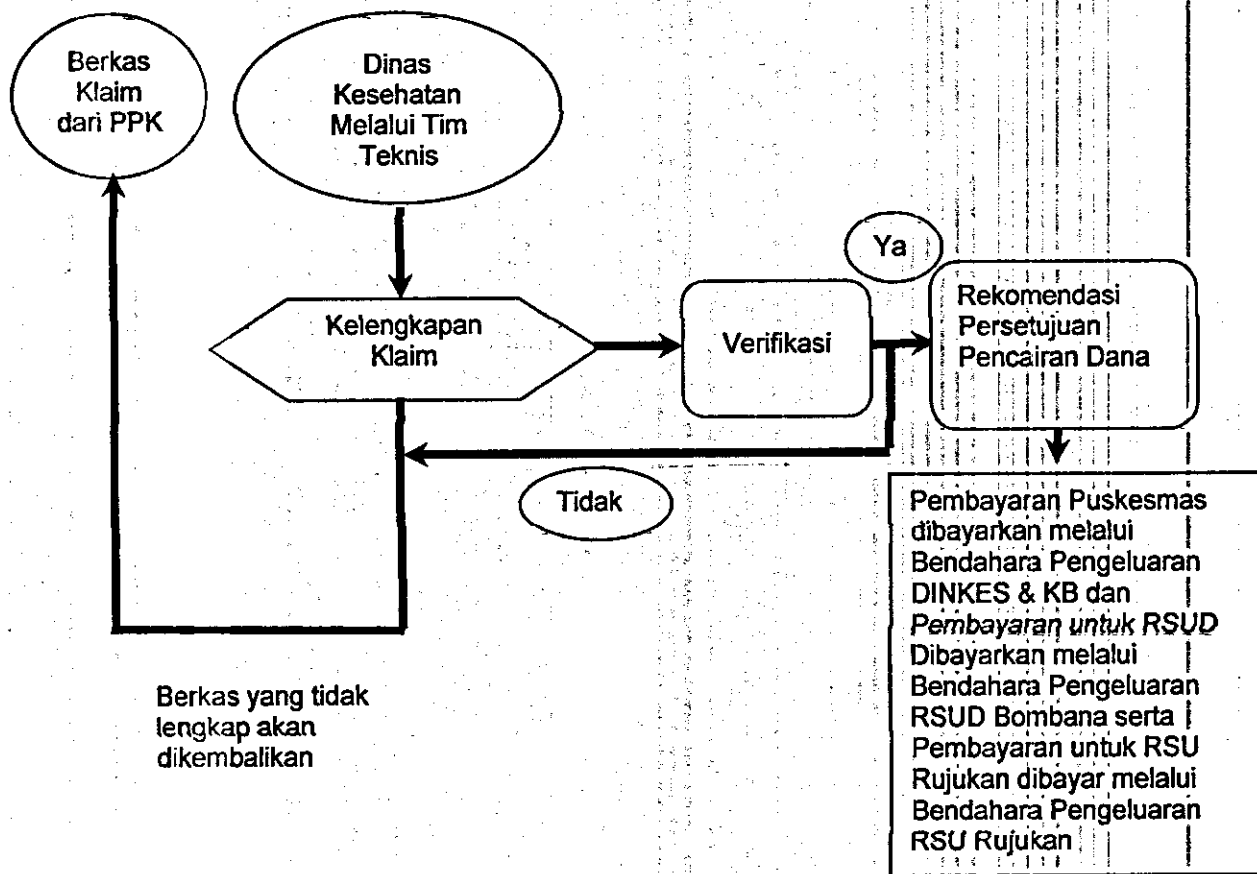 Berkas
Klaim
dari PPK
Dinas
Kesehatan
Melalui Tim
Teknis
Kelengkapan
Klaim
Verifikasi
Ya
Rekomendasi
Persetujuan
Pencairan Dana
Tidak
Pembayaran Puskesmas
dibayarkan melalui
Bendahara Pengeluaran
DINKES & KB dan
Pembayaran untuk RSUD
Dibayarkan melalui
Bendahara Pengeluaran
RSUD Bombana serta
Pembayaran untuk RSU
Rujukan dibayar melalui
Bendahara Pengeluaran
RSU Rujukan
Berkas yang tidak
lengkap akan
dikembalikan